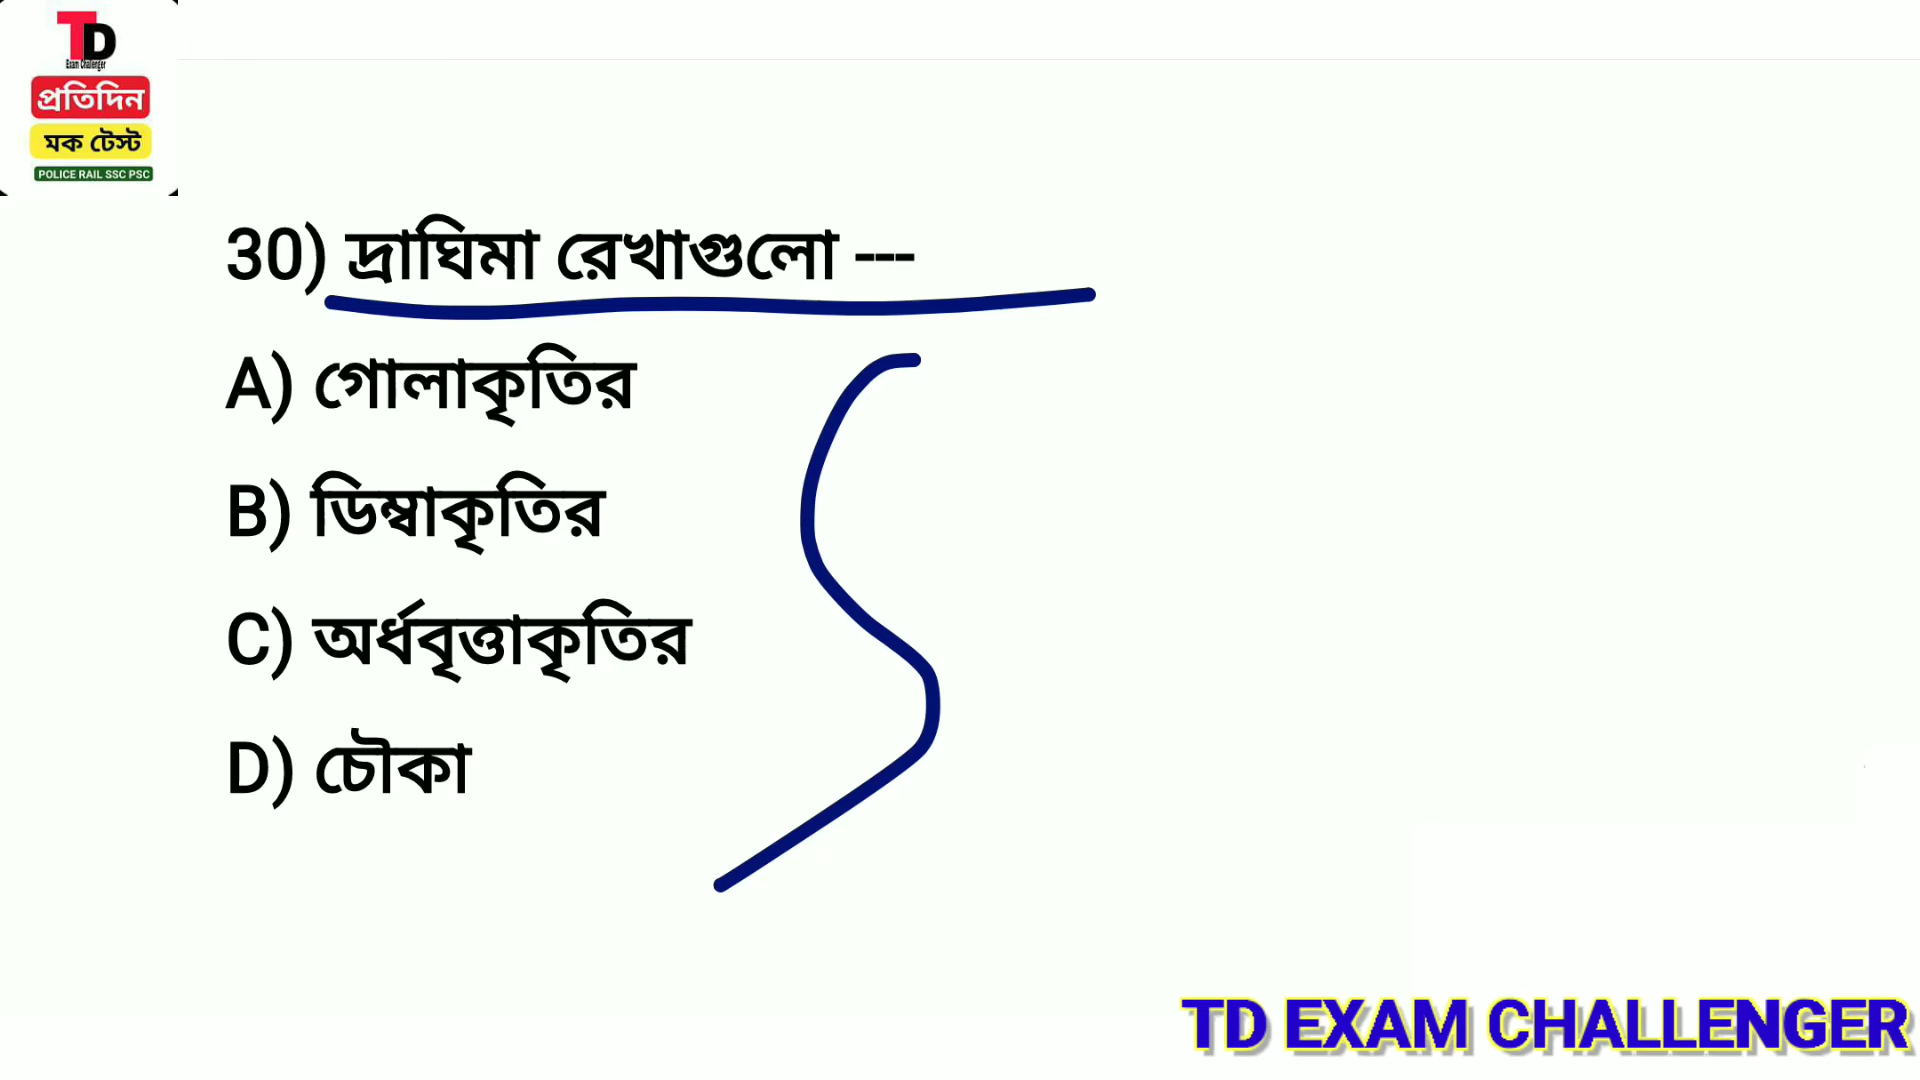 TD
Exam Challenger
প্রতিদিন
মক টেস্ট
POLICE RAIL SSC PSC
30) দ্রাঘিমা রেখাগুলো ---
A) গোলাকৃতির
B) ডিম্বাকৃতির
C) অর্ধবৃত্তাকৃতির
D) চৌকা
TD EXAM CHALLENGER